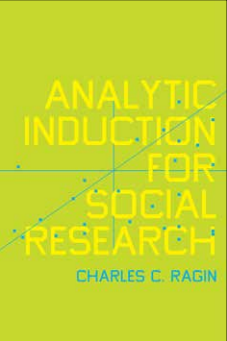 ANALYTIC
INDUCTION
FOR
SOCIAL
RESEARCH
CHARLES C. RAGIN